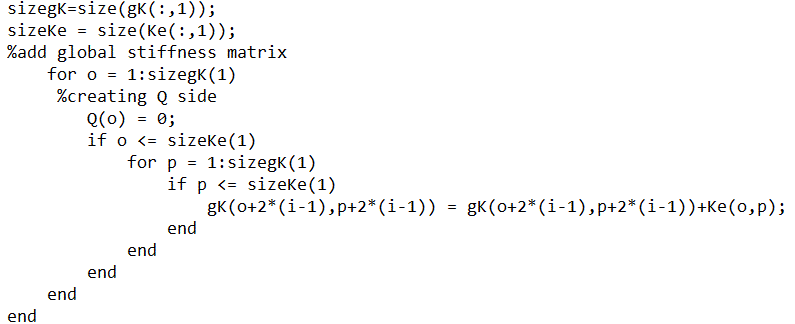 sizegK=size(gK(:,1));
sizeKe = size(Ke(:,1));
%add global stiffness matrix
    for o = 1:sizegK(1)
     %creating Q side
        Q(o) = 0;
        if o <= sizeKe(1)
            for p = 1:sizegK(1)
                if p <= sizeKe(1)
                    gK(o+2*(i-1),p+2*(i-1)) = gK(o+2*(i-1),p+2*(i-1))+Ke(o,p);
                end
            end
        end
    end
end